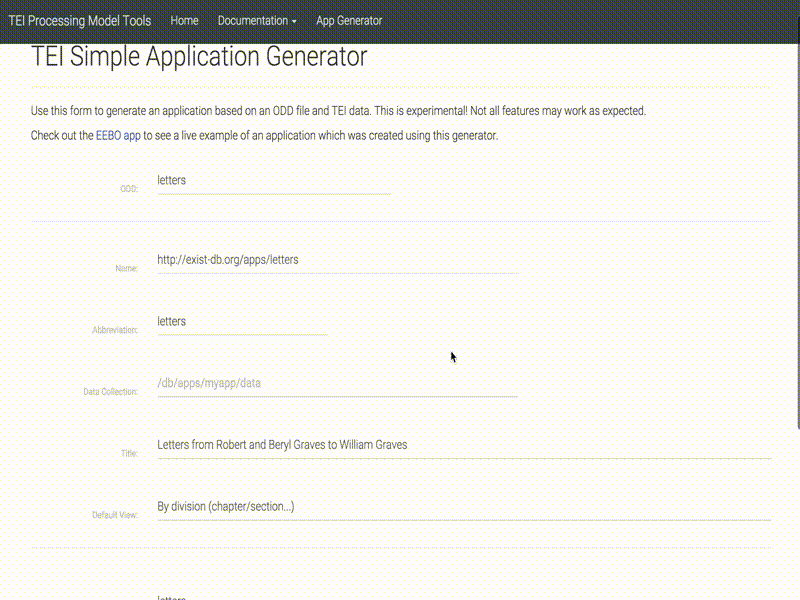 TEI Processing Model Tools Home Documentation App Generator
TEI Simple Application Generator
Use this form to generate an application based on an ODD file and TEI data. This is experimental! Not all features may work as expected.
Check out the EEBO app to see a live example of an application which was created using this generator.
ODD: letters
Name: http://exist-db.org/apps/letters
Abbreviation: letters
Data Collection: /db/apps/myapp/data
Title: Letters from Robert and Beryl Graves to William Graves
Default View: By division (chapter/section...)
letters